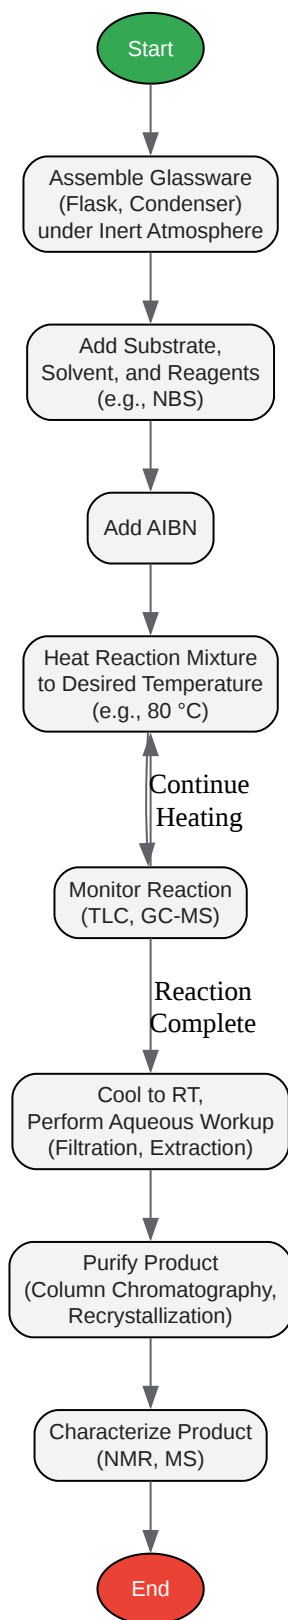 Start
Assemble Glassware
(Flask, Condenser)
under Inert Atmosphere
Add Substrate,
Solvent, and Reagents
(e.g., NBS)
Add AIBN
Heat Reaction Mixture
to Desired Temperature
(e.g., 80 °C)
Continue
Heating
Monitor Reaction
(TLC, GC-MS)
Reaction
Complete
Cool to RT,
Perform Aqueous Workup
(Filtration, Extraction)
Purify Product
(Column Chromatography,
Recrystallization)
Characterize Product
(NMR, MS)
End